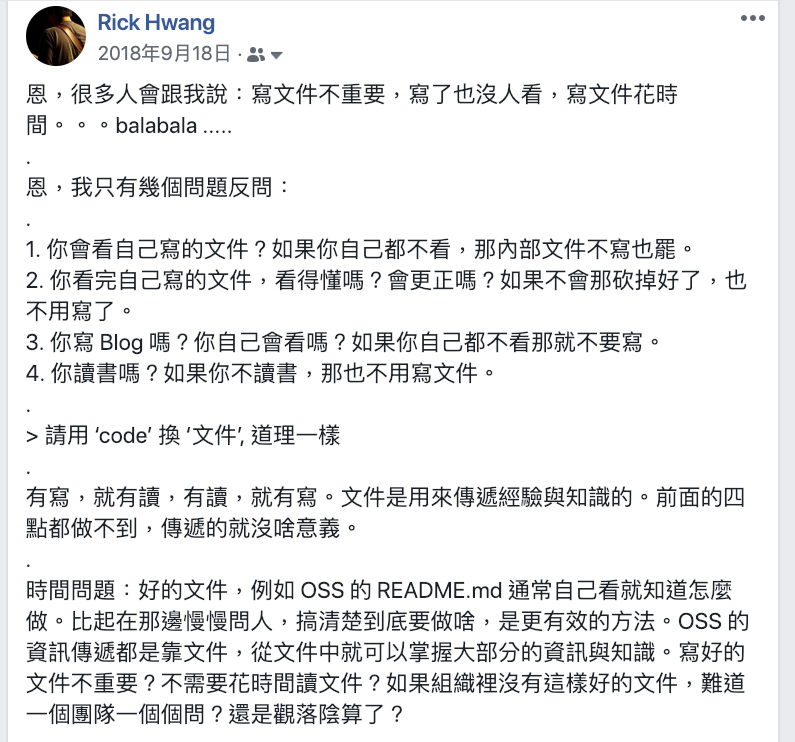 Rick Hwang
2018年9月18日 ·
恩，很多人會跟我說：寫文件不重要，寫了也沒人看，寫文件花時
間。。。balabala .....
.
恩，我只有幾個問題反問：
.
1. 你會看自己寫的文件？如果你自己都不看，那內部文件不寫也罷。
2. 你看完自己寫的文件，看得懂嗎？會更正嗎？如果不會那砍掉好了，也
不用寫了。
3. 你寫 Blog 嗎？你自己會看嗎？如果你自己都不看那就不要寫。
4. 你讀書嗎？如果你不讀書，那也不用寫文件。
.
> 請用 ‘code’ 換 ‘文件’, 道理一樣
.
有寫，就有讀，有讀，就有寫。文件是用來傳遞經驗與知識的。前面的四
點都做不到，傳遞的就沒啥意義。
.
時間問題：好的文件，例如 OSS 的 README.md 通常自己看就知道怎麼
做。比起在那邊慢慢問人，搞清楚到底要做啥，是更有效的方法。OSS 的
資訊傳遞都是靠文件，從文件中就可以掌握大部分的資訊與知識。寫好的
文件不重要？不需要花時間讀文件？如果組織裡沒有這樣好的文件，難道
一個團隊一個個問？還是觀落陰算了？